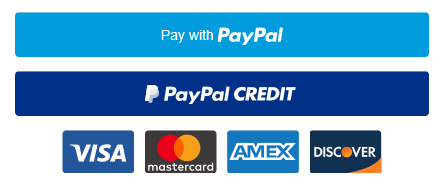 Pay with PayPal
PayPal CREDIT
VISA mastercard AMEX DISCOVER